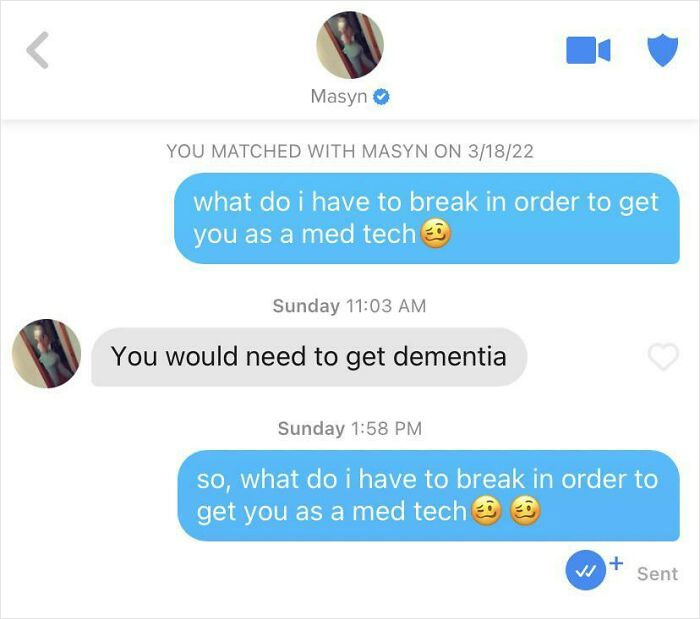 Masyn
YOU MATCHED WITH MASYN ON 3/18/22
what do i have to break in order to get
you as a med tech🥴
Sunday 11:03 AM
You would need to get dementia
Sunday 1:58 PM
so, what do i have to break in order to
get you as a med tech🥴 🥴
Sent